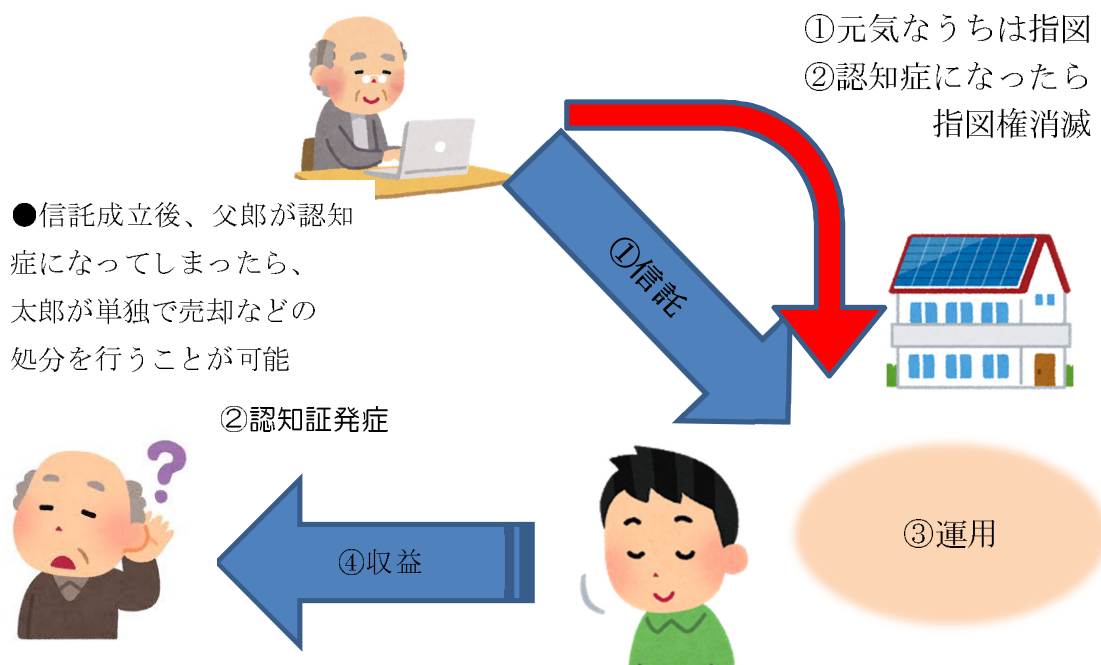 ①元気なうちは指図
②認知症になったら
指図権消滅
●信託成立後、父郎が認知
症になってしまったら、
太郎が単独で売却などの
処分を行うことが可能
①信託
②認知証発症
③運用
④収益